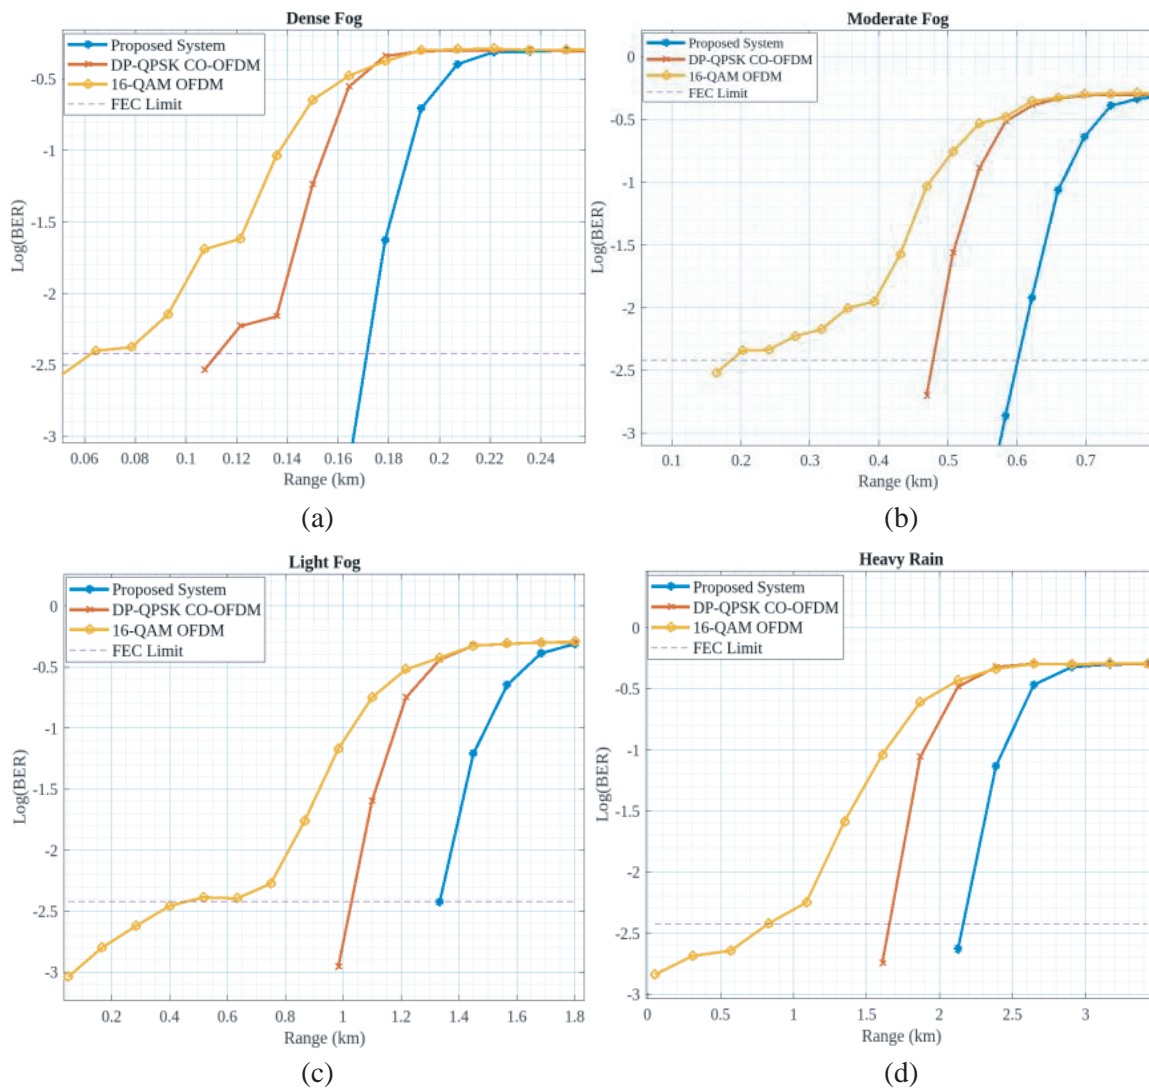 Dense Fog
Proposed System
DP-QPSK CO-OFDM
16-QAM OFDM
FEC Limit
-0.5
-1
-1.5
-2
-2.5
-3
Log(BER)
0.06 0.08 0.1 0.12 0.14 0.16 0.18 0.2 0.22 0.24
Range (km)
(a)
Moderate Fog
Proposed System
DP-QPSK CO-OFDM
16-QAM OFDM
FEC Limit
0
-0.5
-1
-1.5
-2
-2.5
-3
Log(BER)
0.1 0.2 0.3 0.4 0.5 0.6 0.7
Range (km)
(b)
Light Fog
Proposed System
DP-QPSK CO-OFDM
16-QAM OFDM
FEC Limit
0
-0.5
-1
-1.5
-2
-2.5
-3
Log(BER)
0.2 0.4 0.6 0.8 1 1.2 1.4 1.6 1.8
Range (km)
(c)
Heavy Rain
Proposed System
DP-QPSK CO-OFDM
16-QAM OFDM
FEC Limit
0
-0.5
-1
-1.5
-2
-2.5
-3
Log(BER)
0 0.5 1 1.5 2 2.5 3
Range (km)
(d)